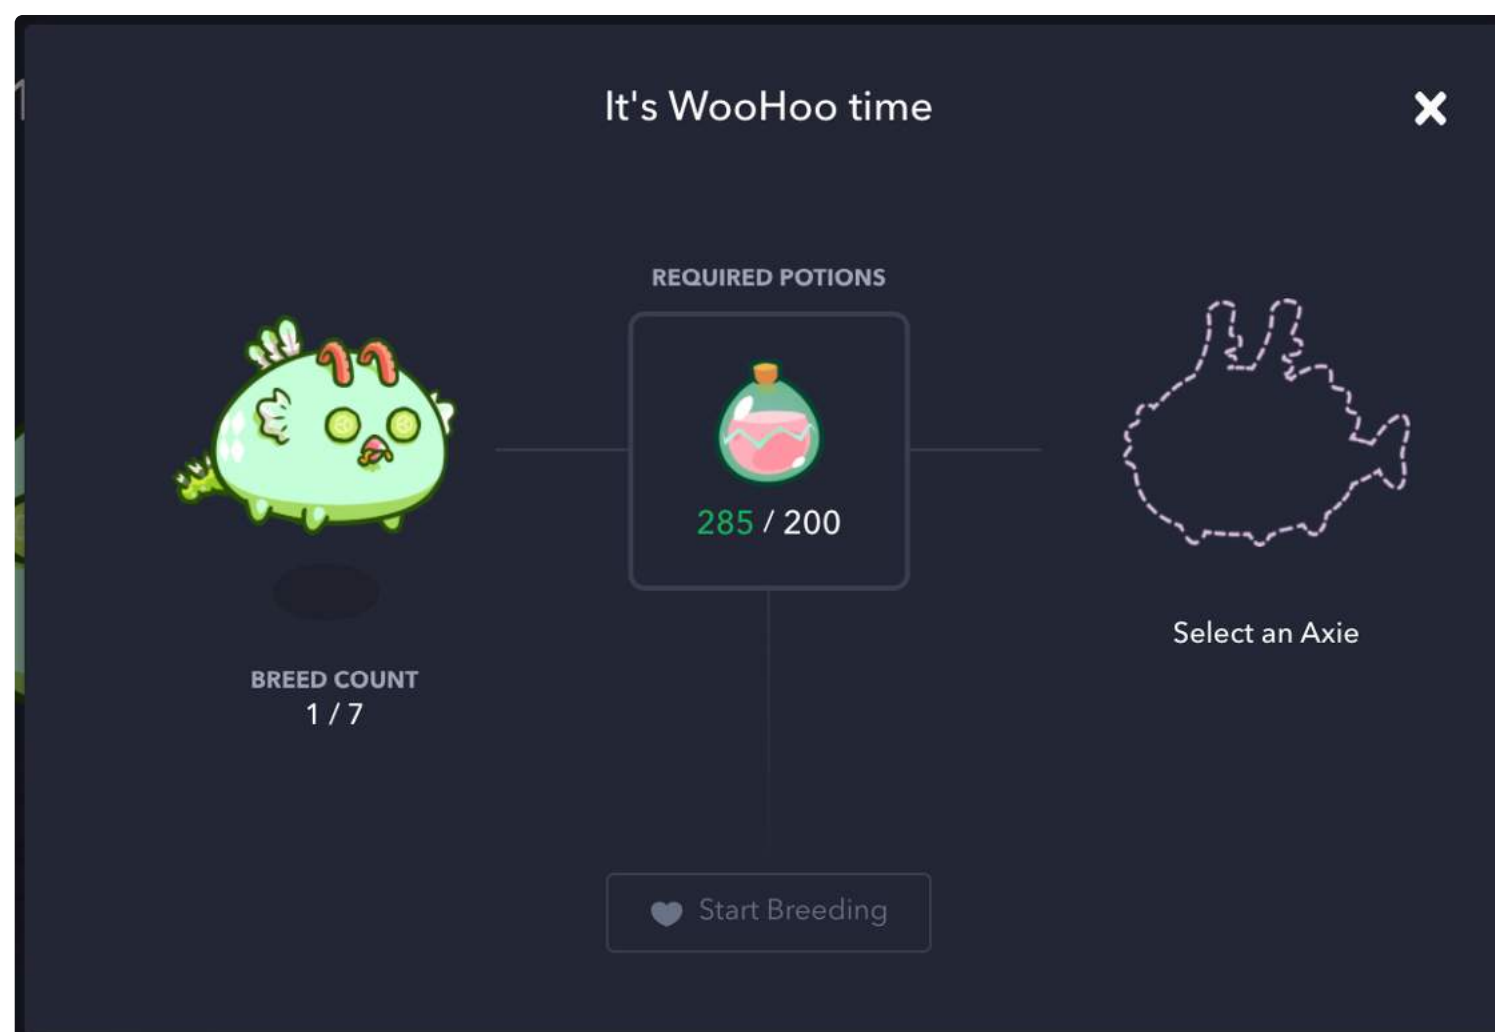 It's WooHoo time
REQUIRED POTIONS
285 / 200
Select an Axie
BREED COUNT
1 / 7
Start Breeding